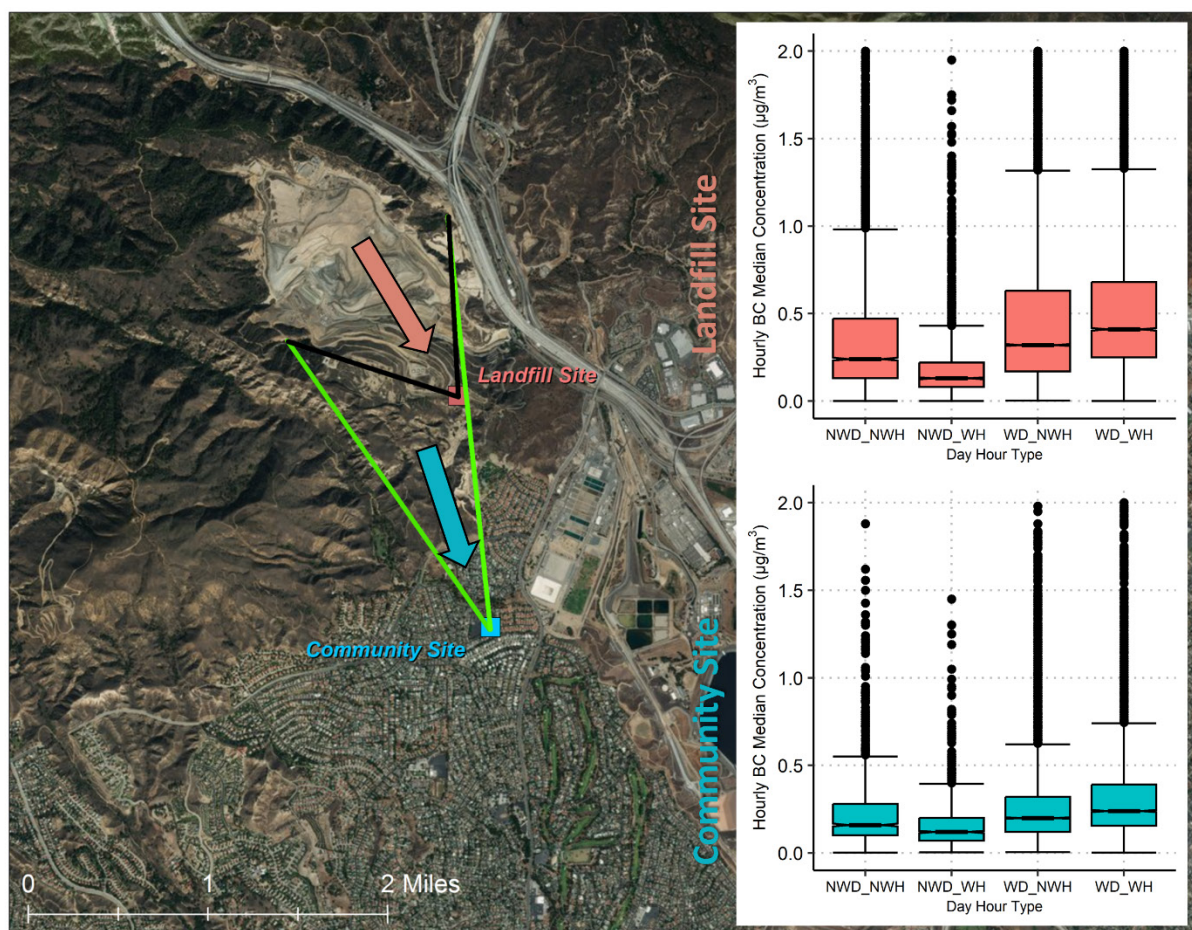 Landfill Site
Community Site
0 1 2 Miles
Landfill Site
Hourly BC Median Concentration (µg/m³)
2.0
1.5
1.0
0.5
0.0
NWD_NWH NWD_WH WD_NWH WD_WH
Day Hour Type
Community Site
Hourly BC Median Concentration (µg/m³)
2.0
1.5
1.0
0.5
0.0
NWD_NWH NWD_WH WD_NWH WD_WH
Day Hour Type